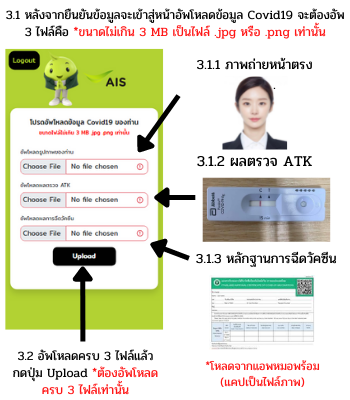 3.1 หลังจากยืนยันข้อมูลจะเข้าสู่หน้าอัพโหลดข้อมูล Covid19 จะต้องอัพ
3 ไฟล์คือ *ขนาดไม่เกิน 3 MB เป็นไฟล์ .jpg หรือ .png เท่านั้น
Logout
AIS
โปรดอัพโหลดข้อมูล Covid19 ของท่าน
ขนาดไฟล์ไม่เกิน 3 MB .jpg .png เท่านั้น
อัพโหลดรูปภาพของท่าน
Choose File No file chosen
อัพโหลดผลตรวจ ATK
Choose File No file chosen
อัพโหลดผลการฉีดวัคซีน
Choose File No file chosen
Upload
3.1.1 ภาพถ่ายหน้าตรง
3.1.2 ผลตรวจ ATK
Abbott
C
T
3.1.3 หลักฐานการฉีดวัคซีน
*โหลดจากแอพหมอพร้อม
(แคปเป็นไฟล์ภาพ)
3.2 อัพโหลดครบ 3 ไฟล์แล้ว
กดปุ่ม Upload *ต้องอัพโหลด
ครบ 3 ไฟล์เท่านั้น